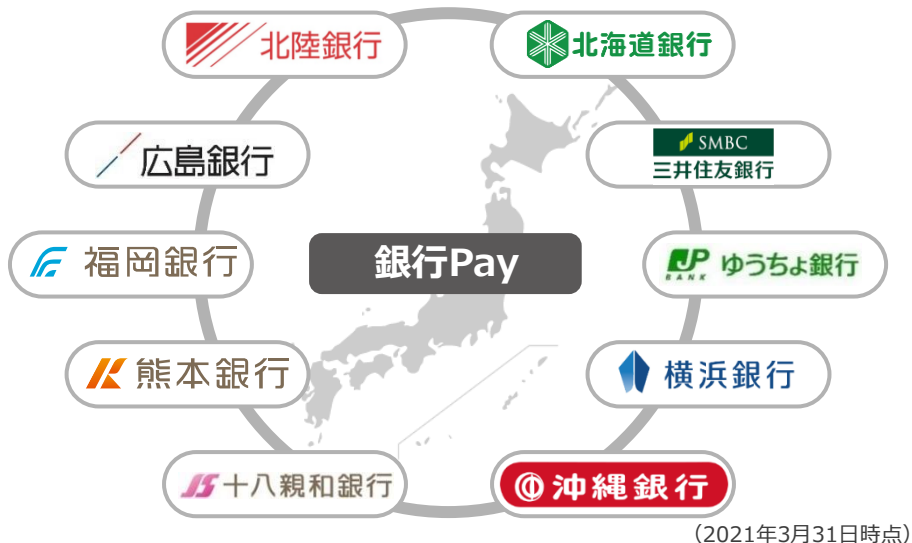 北陸銀行
北海道銀行
広島銀行
SMBC
三井住友銀行
福岡銀行
銀行Pay
JP
BANK
ゆうちょ銀行
熊本銀行
横浜銀行
十八親和銀行
沖縄銀行
（2021年3月31日時点）